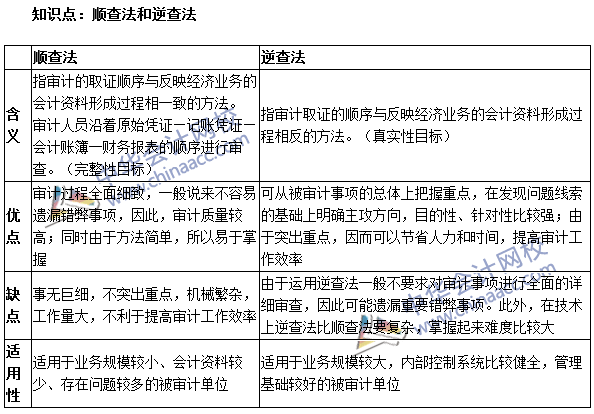 知识点：顺查法和逆查法
顺查法
逆查法
含
义
指审计的取证顺序与反映经济业务的
会计资料形成过程相一致的方法。
审计人员沿着原始凭证—记账凭证—
会计账簿—财务报表的顺序进行审
查。（完整性目标）
指审计取证的顺序与反映经济业务的会计资料形成过
程相反的方法。（真实性目标）
优
点
审计过程全面细致，一般说来不容易
遗漏错弊事项，因此，审计质量较
高；同时由于方法简单，所以易于掌
握
可从被审计事项的总体上把握重点，在发现问题线索
的基础上明确主攻方向，目的性、针对性比较强；由
于突出重点，因而可以节省人力和时间，提高审计工
作效率
缺
点
事无巨细，不突出重点，机械繁杂，
工作量大，不利于提高审计工作效率
由于运用逆查法一般不要求对审计事项进行全面的详
细审查，因此可能遗漏重要错弊事项。此外，在技术
上逆查法比顺查法要复杂，掌握起来难度比较大
适
用
性
适用于业务规模较小、会计资料较
少、存在问题较多的被审计单位
适用于业务规模较大，内部控制系统比较健全，管理
基础较好的被审计单位
中华会计网校
www.chinaacc.com
中华会计网校
www.chinaacc.com